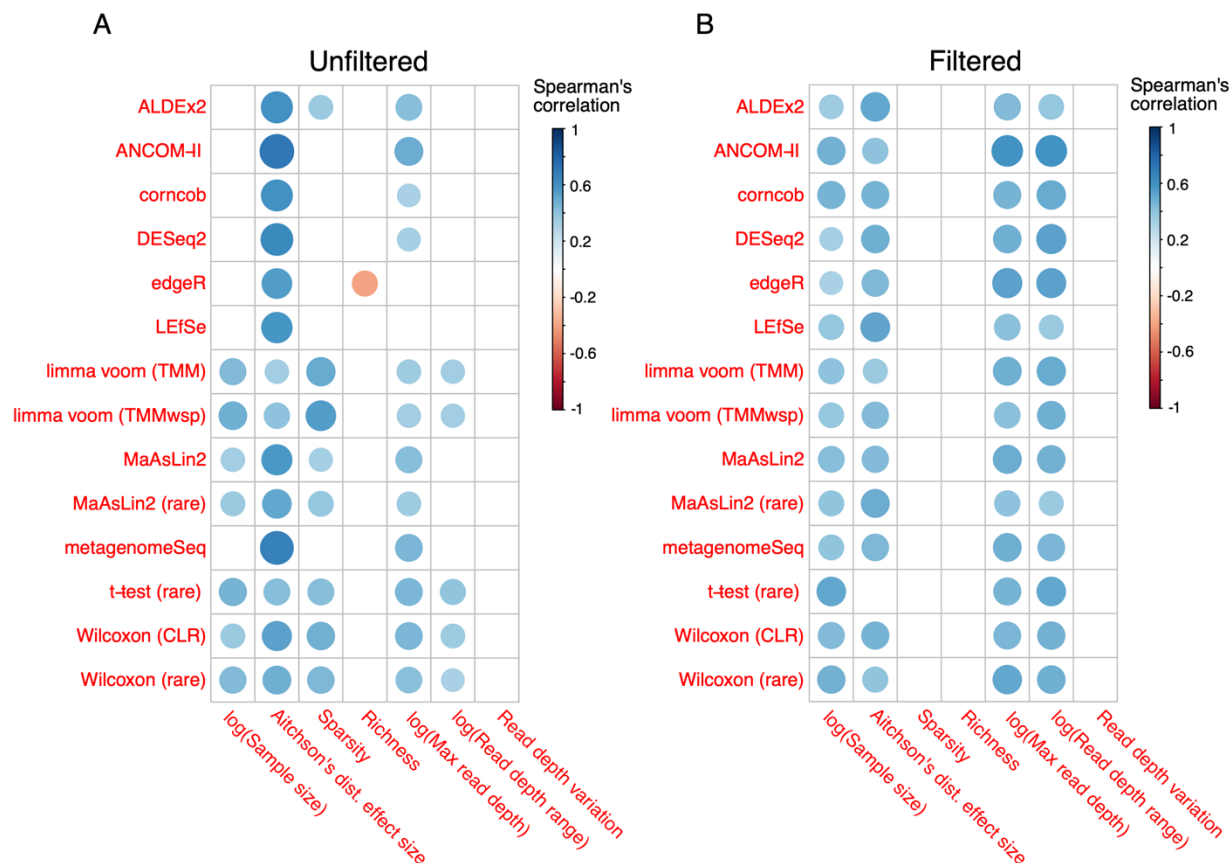 A
Unfiltered
Spearman's
correlation
ALDEx2
ANCOM-II
corncob
DESeq2
edgeR
LEfSe
limma voom (TMM)
limma voom (TMMwsp)
MaAsLin2
MaAsLin2 (rare)
metagenomeSeq
t-test (rare)
Wilcoxon (CLR)
Wilcoxon (rare)
1
0.6
0.2
-0.2
-0.6
-1
log(Sample size)
Aitchson's dist. effect size
Sparsity
Richness
log(Max read depth)
log(Read depth range)
Read depth variation
B
Filtered
Spearman's
correlation
ALDEx2
ANCOM-II
corncob
DESeq2
edgeR
LEfSe
limma voom (TMM)
limma voom (TMMwsp)
MaAsLin2
MaAsLin2 (rare)
metagenomeSeq
t-test (rare)
Wilcoxon (CLR)
Wilcoxon (rare)
1
0.6
0.2
-0.2
-0.6
-1
log(Sample size)
Aitchson's dist. effect size
Sparsity
Richness
log(Max read depth)
log(Read depth range)
Read depth variation